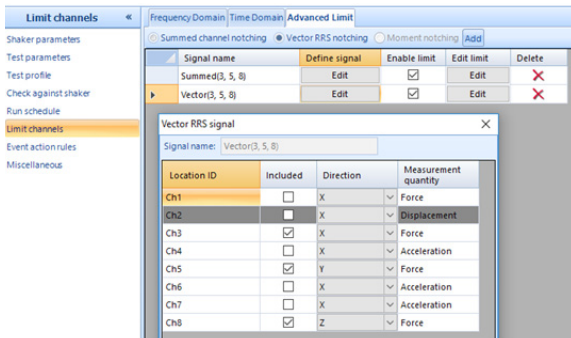 Limit channels «
Shaker parameters
Test parameters
Test profile
Check against shaker
Run schedule
Limit channels
Event action rules
Miscellaneous
Frequency Domain Time Domain Advanced Limit
Summed channel notching Vector RRS notching Moment notching Add
Signal name Define signal Enable limit Edit limit Delete
Summed(3, 5, 8) Edit Edit
Vector(3, 5, 8) Edit Edit
Vector RRS signal
Signal name: Vector(3, 5, 8)
Location ID Included Direction Measurement quantity
Ch1 X Force
Ch2 X Displacement
Ch3 X Force
Ch4 X Acceleration
Ch5 Y Force
Ch6 X Acceleration
Ch7 X Acceleration
Ch8 Z Force